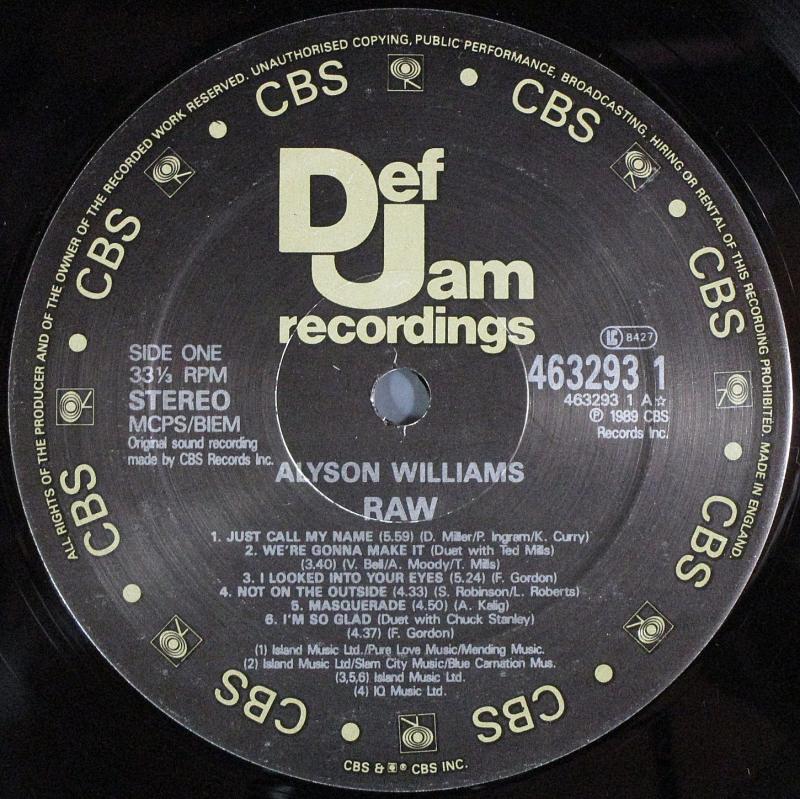 ALL RIGHTS OF THE PRODUCER AND OF THE OWNER OF THE RECORDED WORK RESERVED. UNAUTHORISED COPYING, PUBLIC PERFORMANCE, BROADCASTING, HIRING OR RENTAL OF THIS RECORDING PROHIBITED. MADE IN ENGLAND.
CBS
CBS
CBS
CBS
CBS
CBS
CBS
CBS
Def
Jam
recordings
SIDE ONE
33⅓ RPM
STEREO
MCPS/BIEM
Original sound recording
made by CBS Records Inc.
LC 8427
463293 1
463293 1 A☆
℗ 1989 CBS
Records Inc.
ALYSON WILLIAMS
RAW
1. JUST CALL MY NAME (5.59) (D. Miller/P. Ingram/K. Curry)
2. WE'RE GONNA MAKE IT (Duet with Ted Mills)
(3.40) (V. Bell/A. Moody/T. Mills)
3. I LOOKED INTO YOUR EYES (5.24) (F. Gordon)
4. NOT ON THE OUTSIDE (4.33) (S. Robinson/L. Roberts)
5. MASQUERADE (4.50) (A. Kalig)
6. I'M SO GLAD (Duet with Chuck Stanley)
(4.37) (F. Gordon)
(1) Island Music Ltd./Pure Love Music/Mending Music.
(2) Island Music Ltd/Slam City Music/Blue Carnation Mus.
(3,5,6) Island Music Ltd.
(4) IQ Music Ltd.
CBS & ® CBS INC.